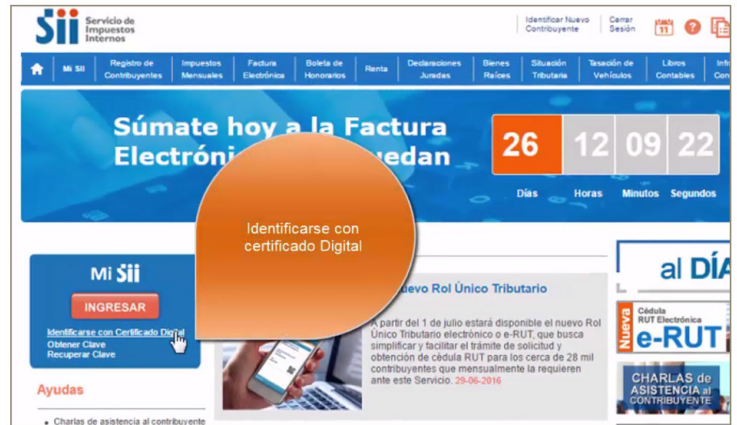 Sii Servicio de
Impuestos
Internos
Identificar Nuevo
Contribuyente
Cerrar
Sesión
11
?
Mi SII
Registro de
Contribuyentes
Impuestos
Mensuales
Factura
Electrónica
Boleta de
Honorarios
Renta
Declaraciones
Juradas
Bienes
Raíces
Situación
Tributaria
Tasación de
Vehículos
Libros
Contables
Súmate hoy a la Factura
26
12
09
22
Días
Horas
Minutos
Segundos
Identificarse con
certificado Digital
Mi Sii
INGRESAR
Identificarse con Certificado Digital
Obtener Clave
Recuperar Clave
Ayudas
Charlas de asistencia al contribuyente
Rol Único Tributario
A partir del 1 de julio estará disponible el nuevo Rol
Único Tributario electrónico o e-RUT, que busca
simplificar y facilitar el trámite de solicitud y
obtención de cédula RUT para los cerca de 28 mil
contribuyentes que mensualmente la requieren
ante este Servicio. 29-06-2016
al DÍA
Nueva
Cédula
RUT Electrónica
e-RUT
CHARLAS de
ASISTENCIA al
CONTRIBUYENTE